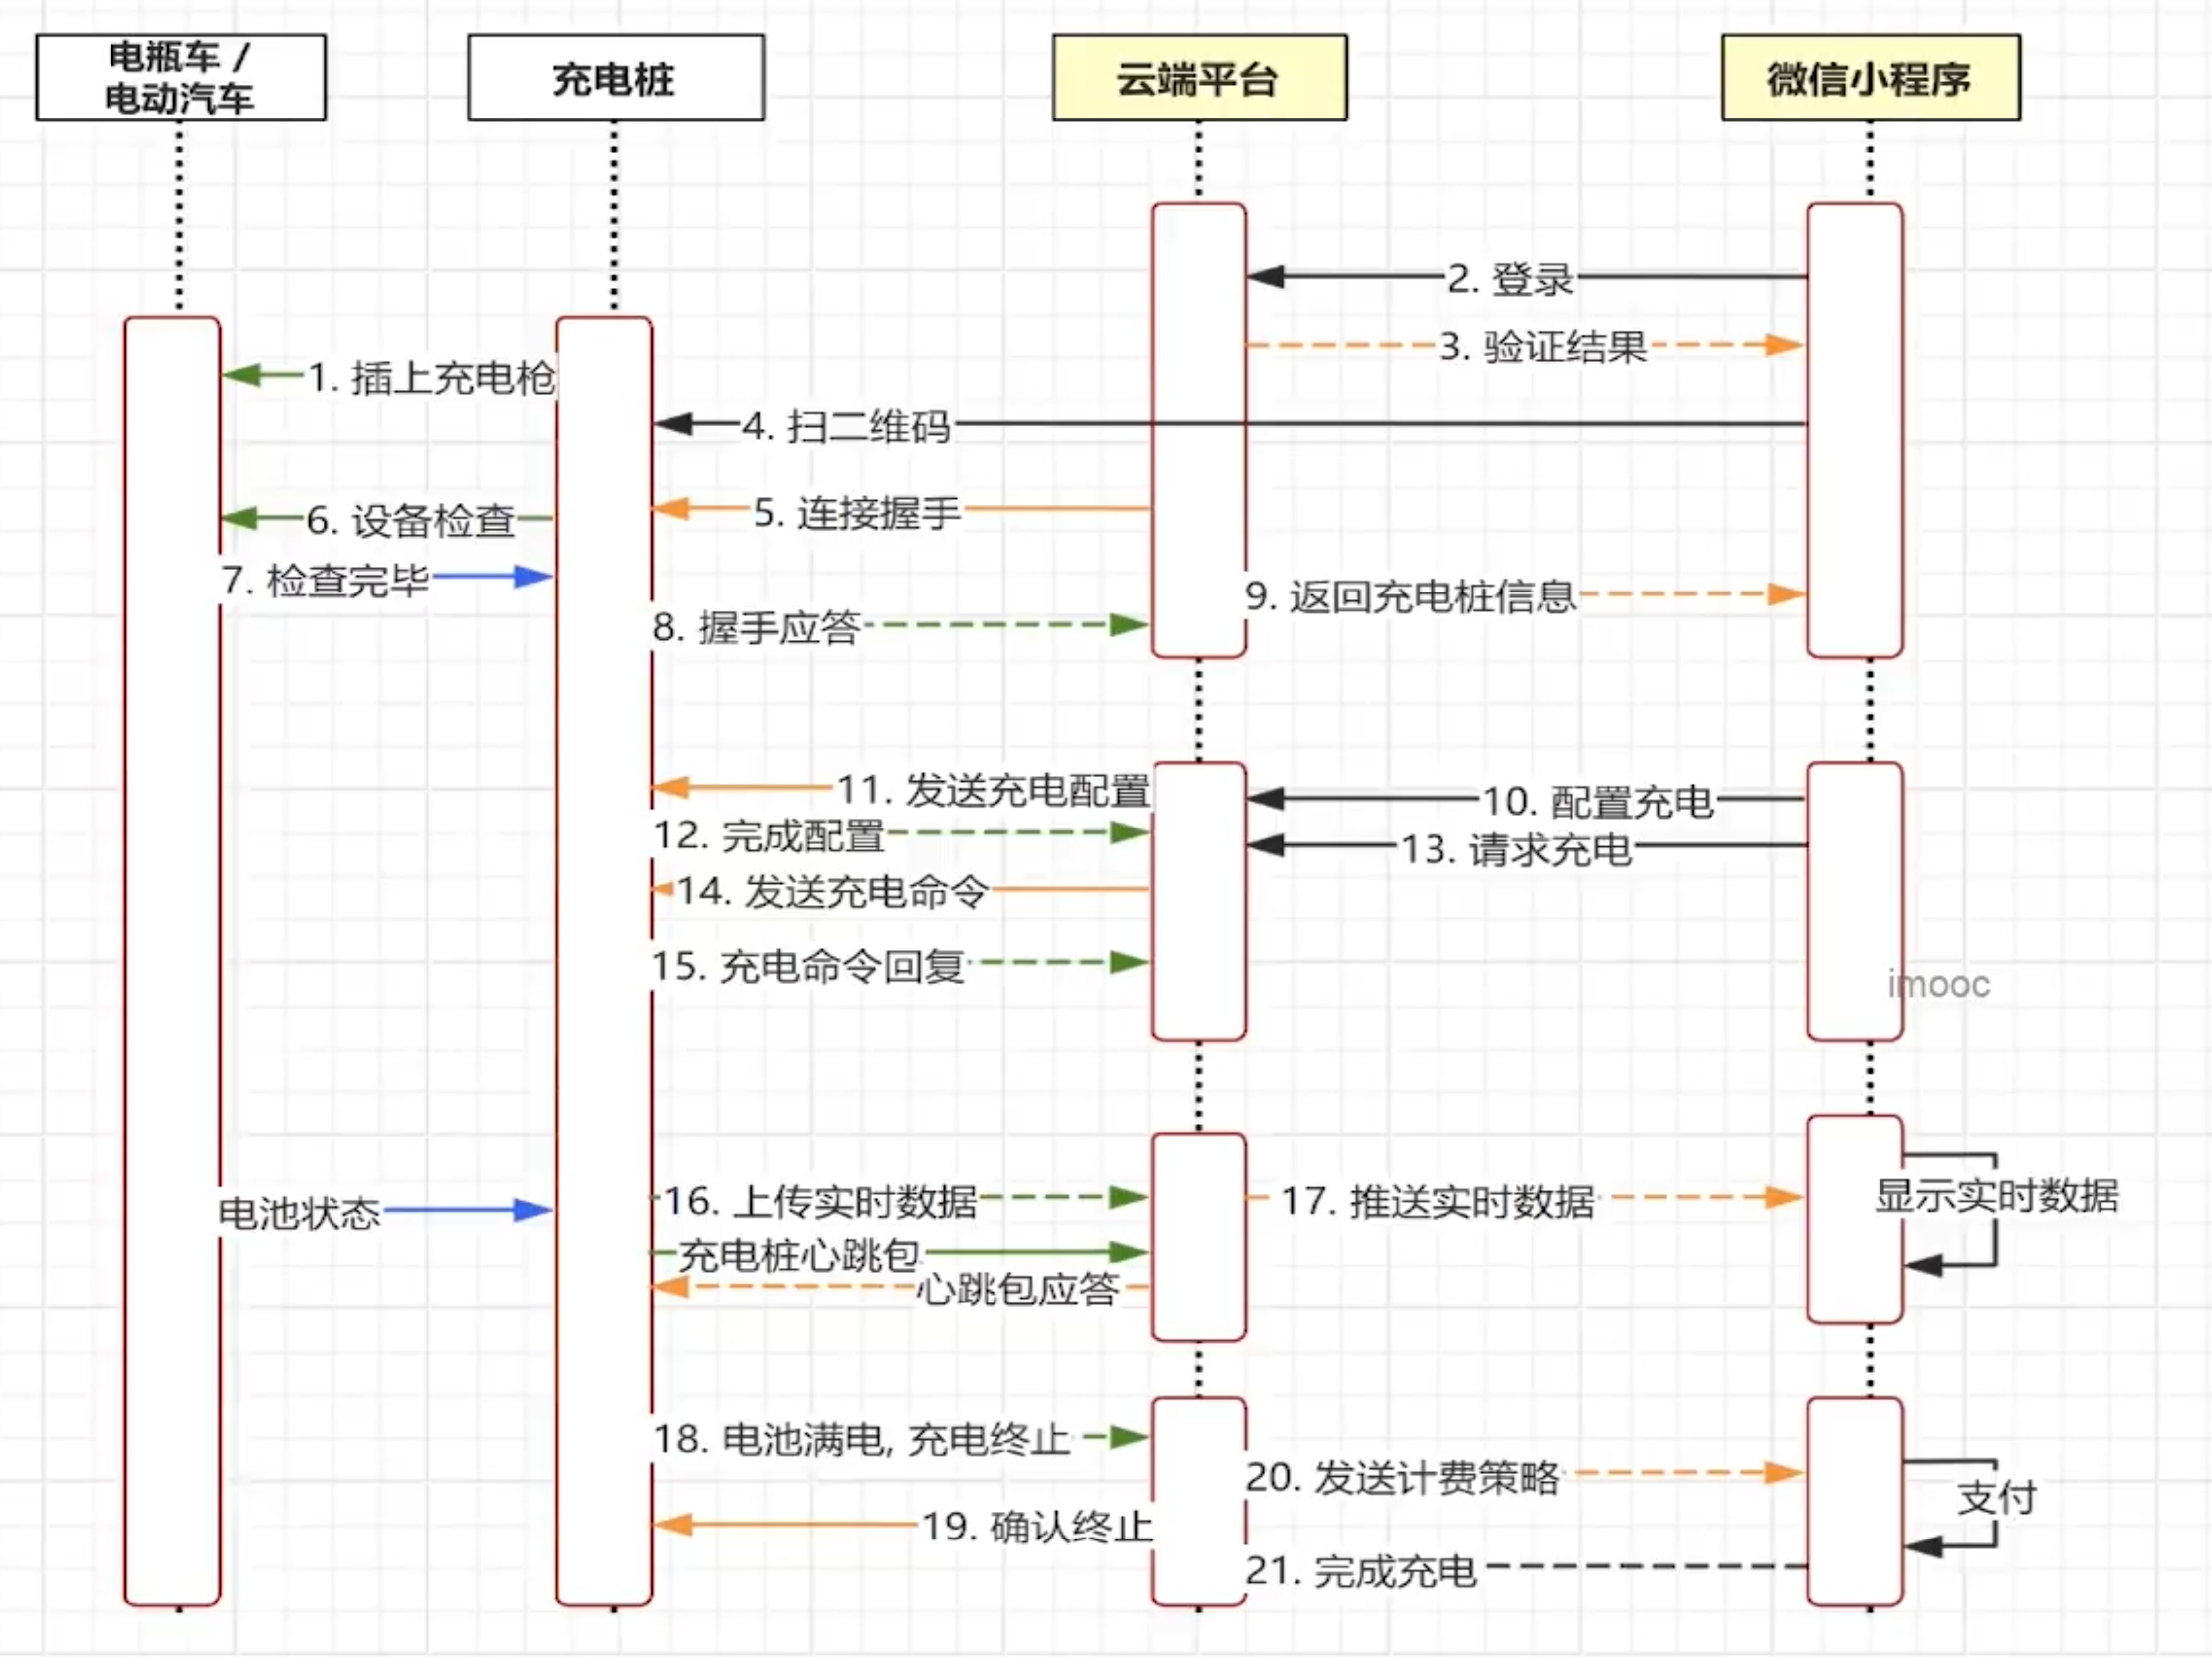 电瓶车 /
电动汽车
充电桩
云端平台
微信小程序
2. 登录
3. 验证结果
1. 插上充电枪
4. 扫二维码
5. 连接握手
6. 设备检查
7. 检查完毕
9. 返回充电桩信息
8. 握手应答
11. 发送充电配置
10. 配置充电
12. 完成配置
13. 请求充电
14. 发送充电命令
15. 充电命令回复
imooc
16. 上传实时数据
17. 推送实时数据
显示实时数据
电池状态
充电桩心跳包
心跳包应答
18. 电池满电, 充电终止
20. 发送计费策略
支付
19. 确认终止
21. 完成充电